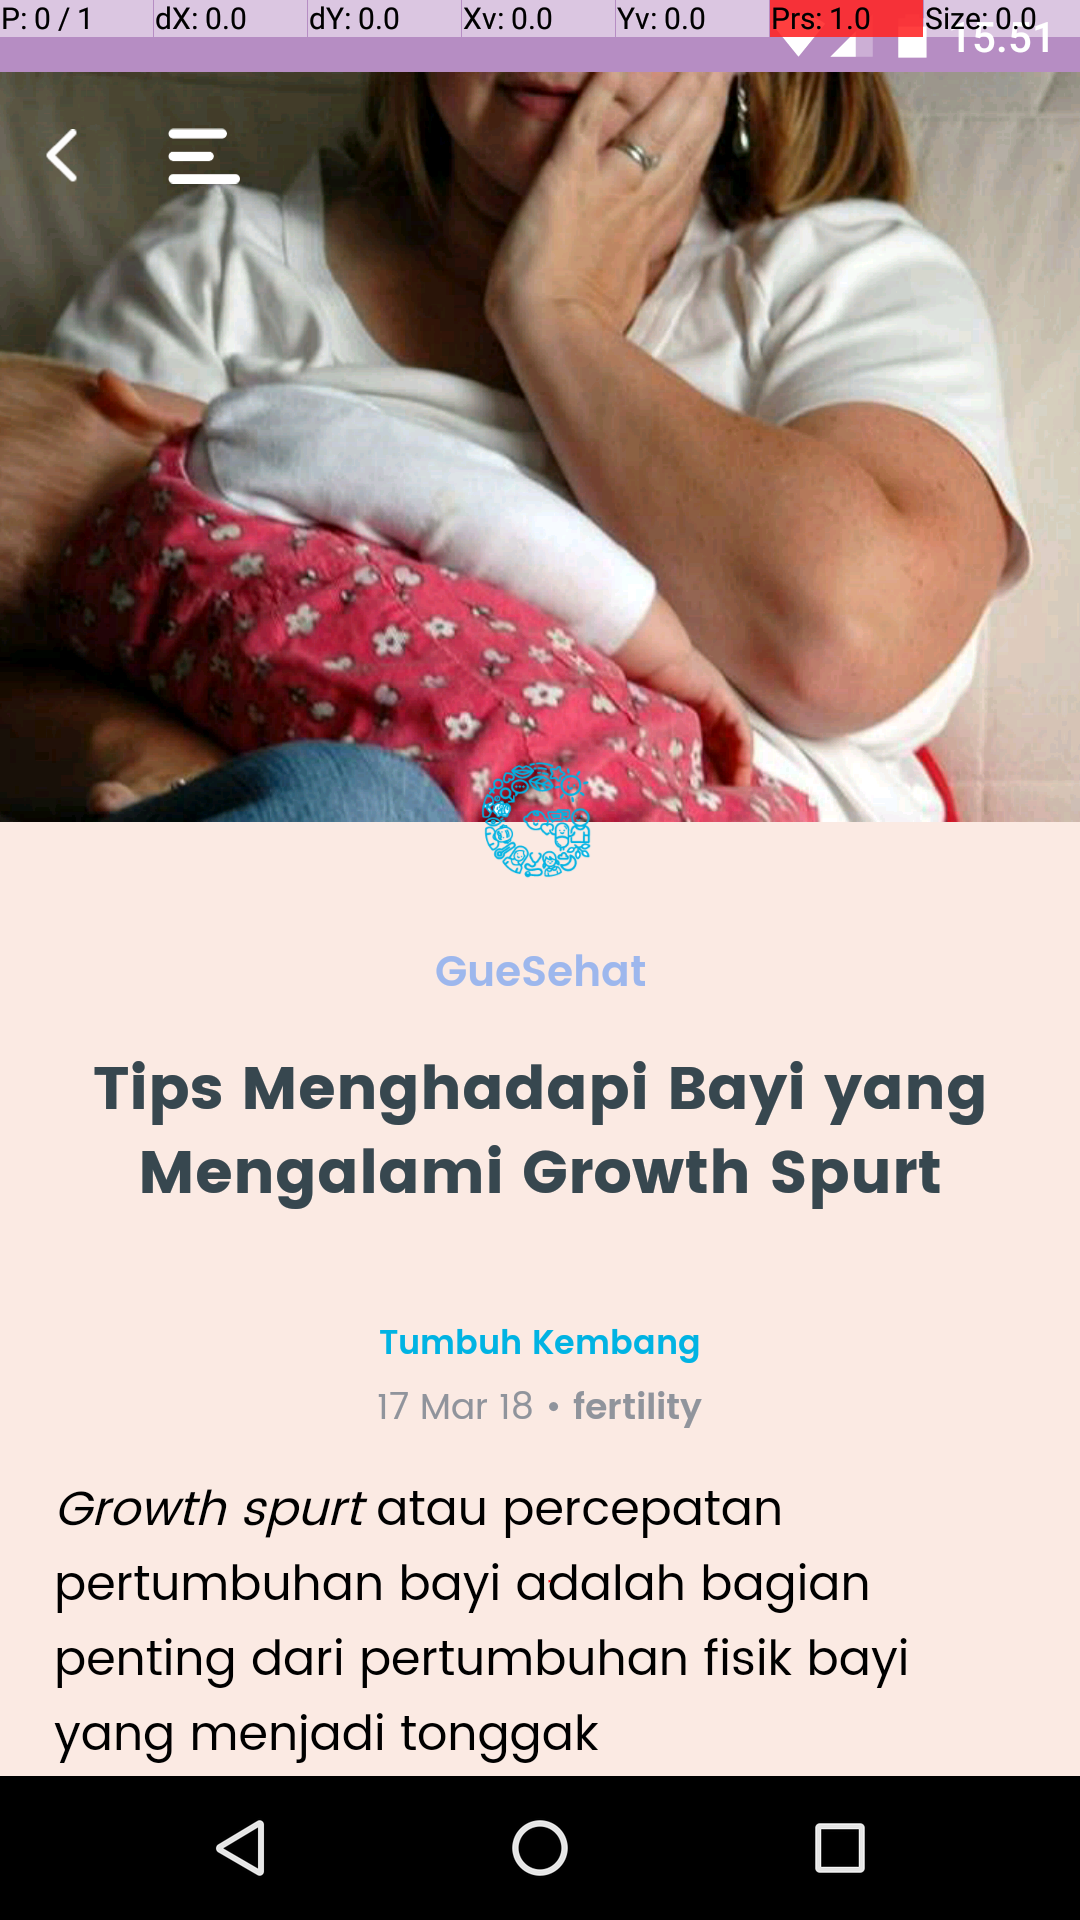 P: 0 / 1 dX: 0.0 dY: 0.0 Xv: 0.0 Yv: 0.0 Prs: 1.0 Size: 0.0
15.51
GueSehat
Tips Menghadapi Bayi yang
Mengalami Growth Spurt
Tumbuh Kembang
17 Mar 18 • fertility
Growth spurt atau percepatan
pertumbuhan bayi adalah bagian
penting dari pertumbuhan fisik bayi
yang menjadi tonggak